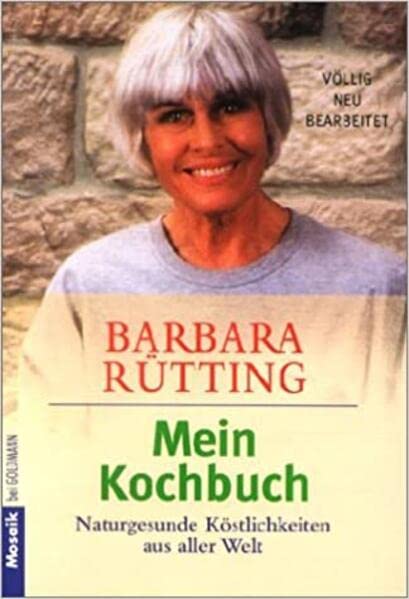 VÖLLIG
NEU
BEARBEITET
BARBARA
RÜTTING
Mein
Kochbuch
Naturgesunde Köstlichkeiten
aus aller Welt
Mosaik bei GOLDMANN